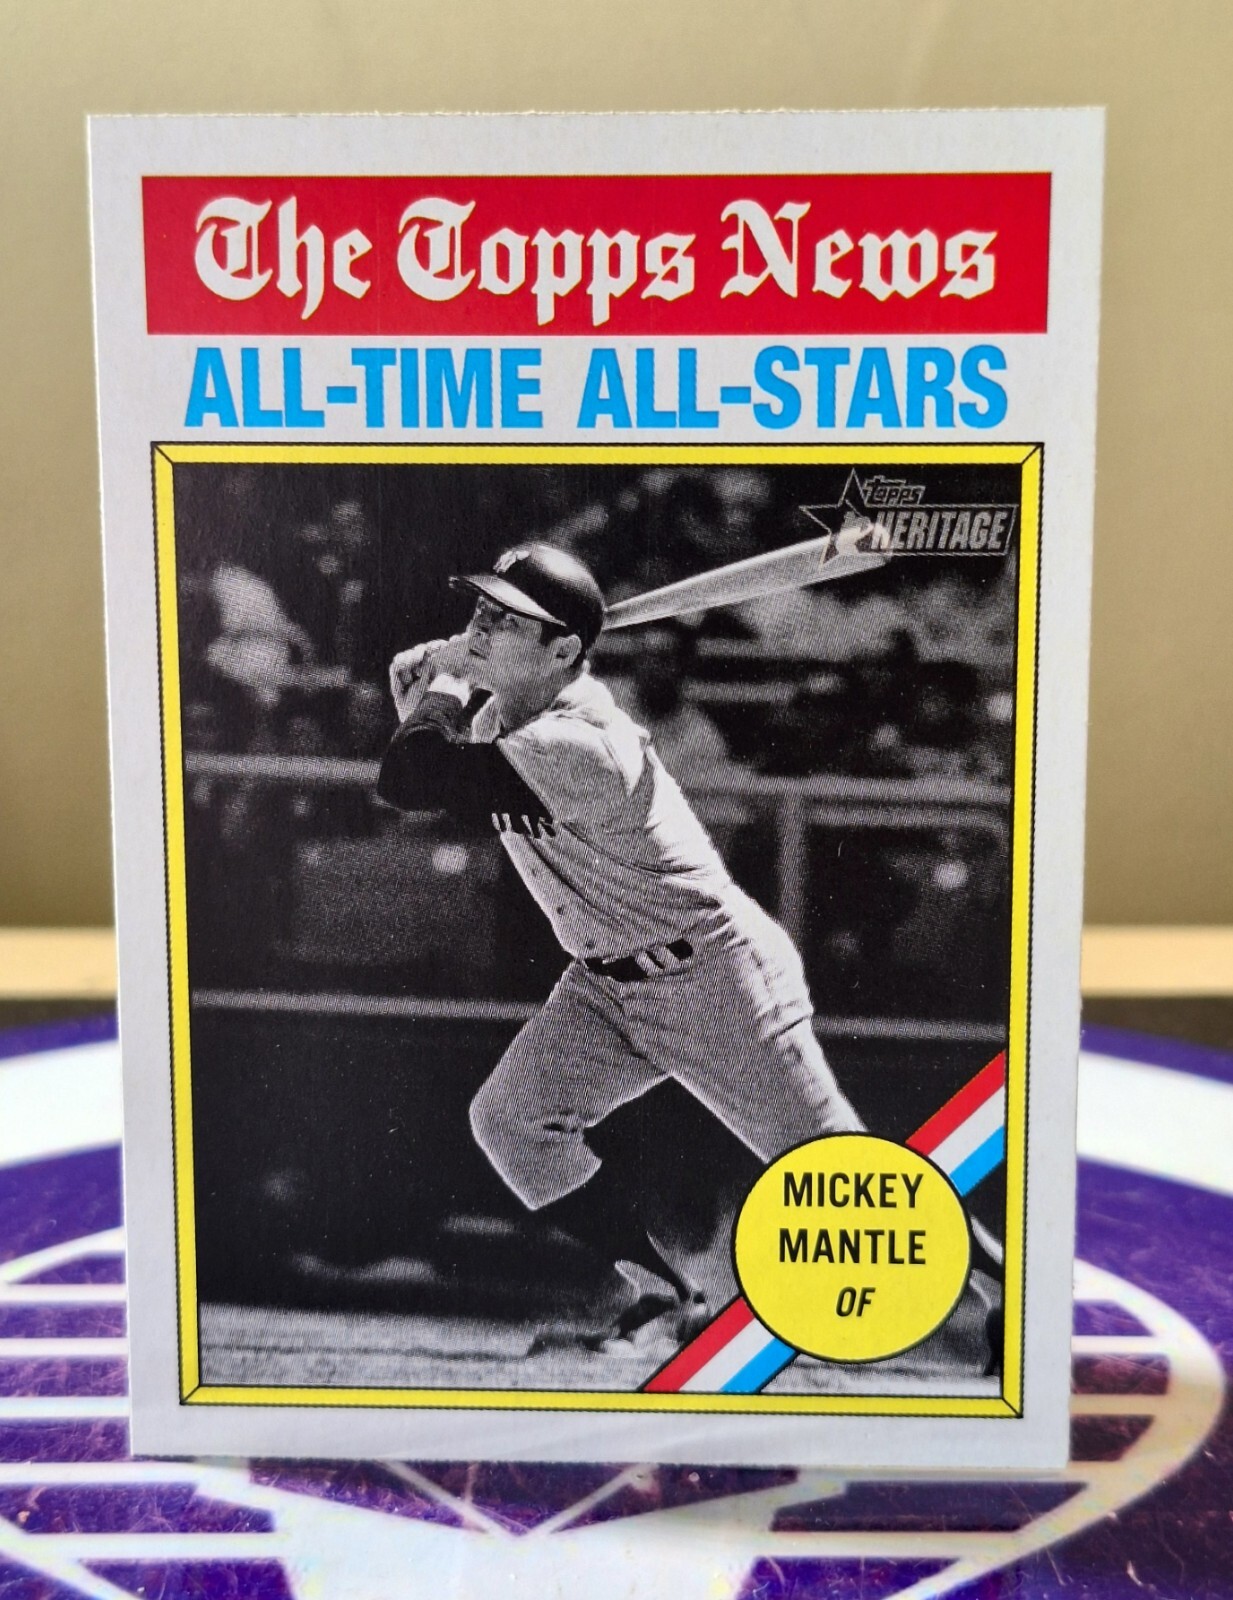 The Topps News
ALL-TIME ALL-STARS
topps
HERITAGE
MICKEY
MANTLE
OF